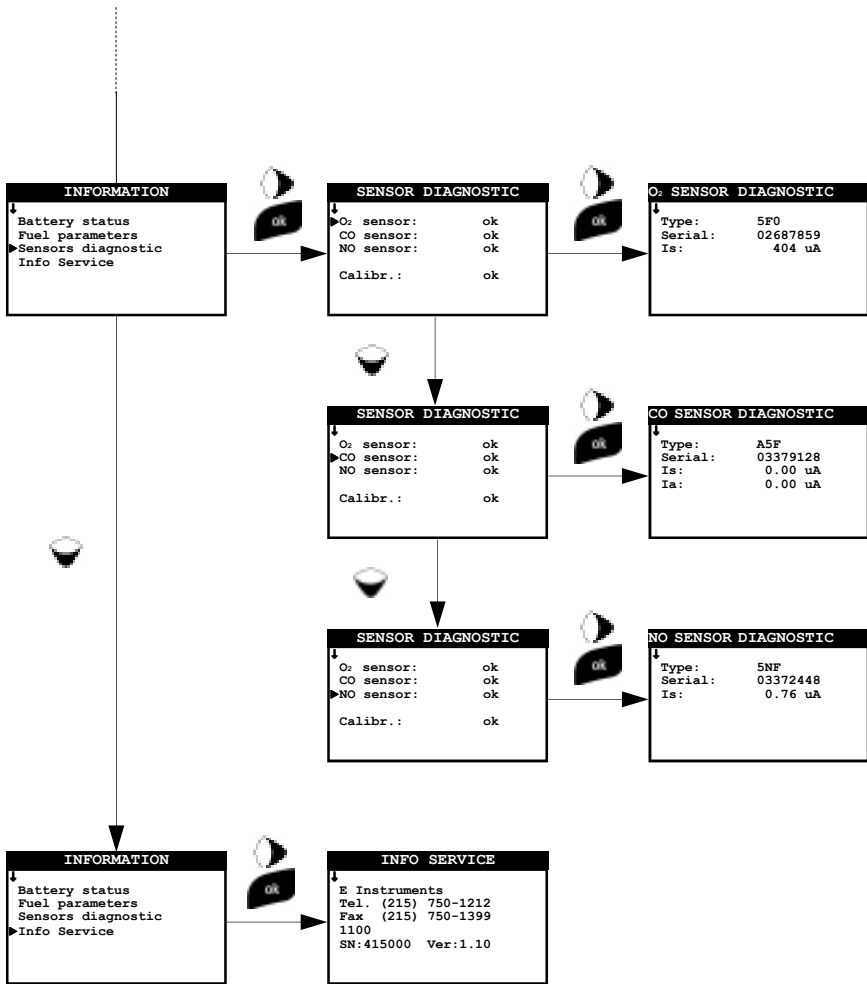 INFORMATION
Battery status
Fuel parameters
Sensors diagnostic
Info Service
ok
SENSOR DIAGNOSTIC
O₂ sensor: ok
CO sensor: ok
NO sensor: ok
Calibr.: ok
ok
O₂ SENSOR DIAGNOSTIC
Type: 5F0
Serial: 02687859
Is: 404 uA
SENSOR DIAGNOSTIC
O₂ sensor: ok
CO sensor: ok
NO sensor: ok
Calibr.: ok
ok
CO SENSOR DIAGNOSTIC
Type: A5F
Serial: 03379128
Is: 0.00 uA
Ia: 0.00 uA
SENSOR DIAGNOSTIC
O₂ sensor: ok
CO sensor: ok
NO sensor: ok
Calibr.: ok
ok
NO SENSOR DIAGNOSTIC
Type: 5NF
Serial: 03372448
Is: 0.76 uA
INFORMATION
Battery status
Fuel parameters
Sensors diagnostic
Info Service
ok
INFO SERVICE
E Instruments
Tel. (215) 750-1212
Fax (215) 750-1399
1100
SN:415000 Ver:1.10